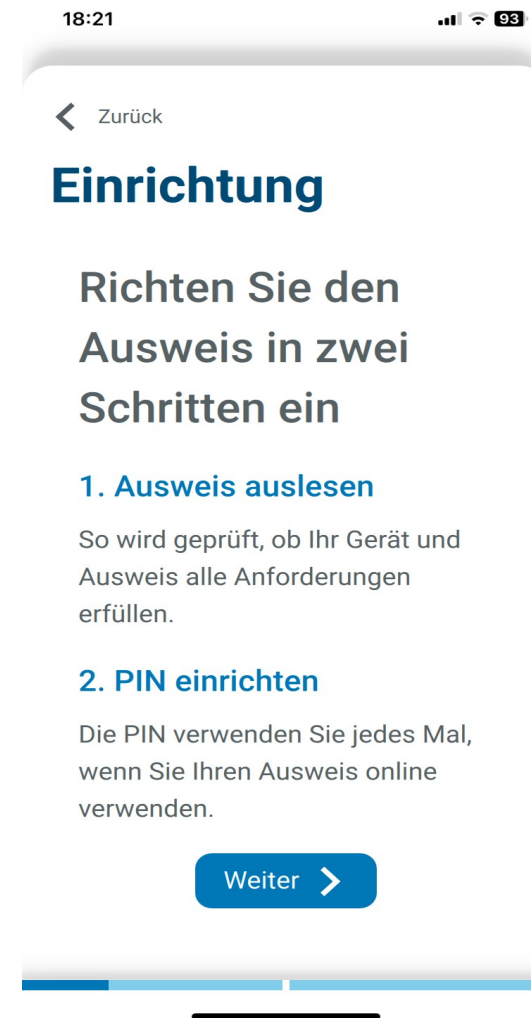 18:21
93
Zurück
Einrichtung
Richten Sie den
Ausweis in zwei
Schritten ein
1. Ausweis auslesen
So wird geprüft, ob Ihr Gerät und
Ausweis alle Anforderungen
erfüllen.
2. PIN einrichten
Die PIN verwenden Sie jedes Mal,
wenn Sie Ihren Ausweis online
verwenden.
Weiter